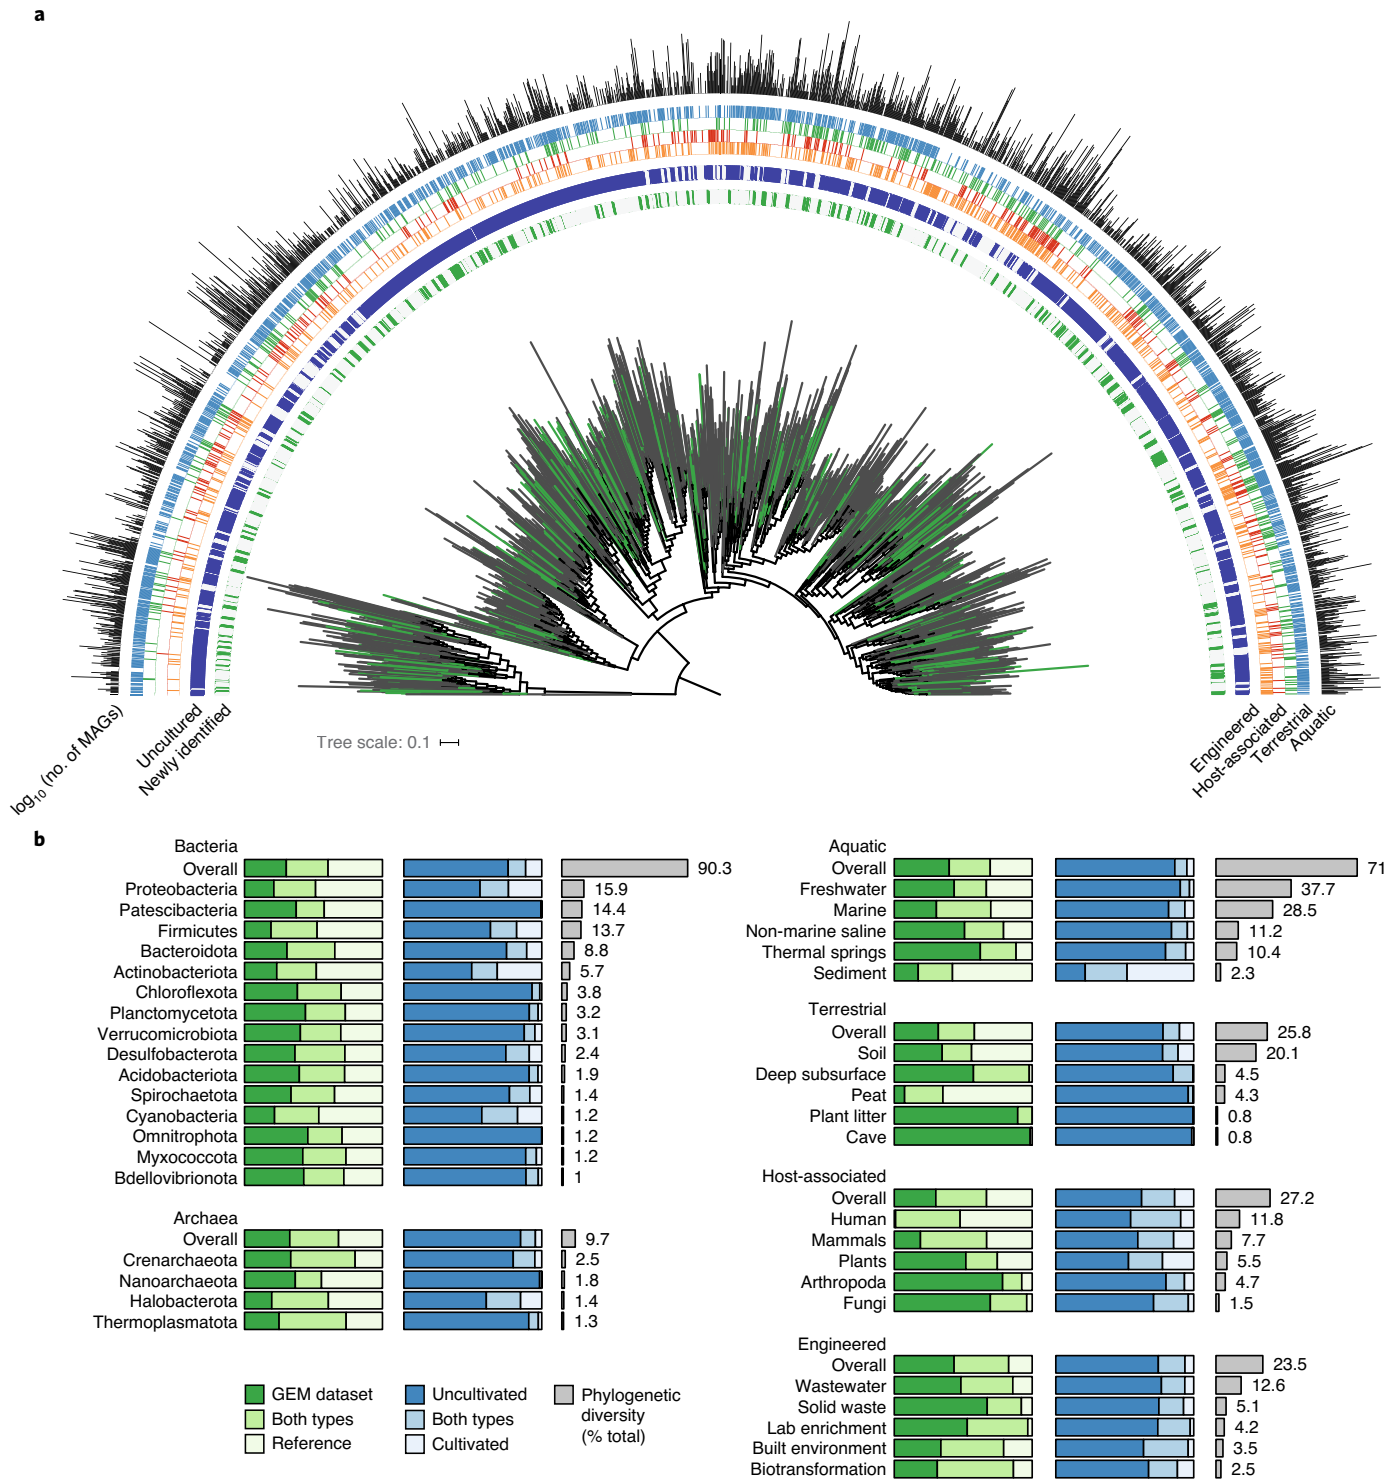 a
log10 (no. of MAGs)
Uncultured
Newly identified
Tree scale: 0.1
Engineered
Host-associated
Terrestrial
Aquatic
b
Bacteria
Overall 90.3
Proteobacteria 15.9
Patescibacteria 14.4
Firmicutes 13.7
Bacteroidota 8.8
Actinobacteriota 5.7
Chloroflexota 3.8
Planctomycetota 3.2
Verrucomicrobiota 3.1
Desulfobacterota 2.4
Acidobacteriota 1.9
Spirochaetota 1.4
Cyanobacteria 1.2
Omnitrophota 1.2
Myxococcota 1.2
Bdellovibrionota 1
Archaea
Overall 9.7
Crenarchaeota 2.5
Nanoarchaeota 1.8
Halobacterota 1.4
Thermoplasmatota 1.3
GEM dataset
Both types
Reference
Uncultivated
Both types
Cultivated
Phylogenetic
diversity
(% total)
Aquatic
Overall 71
Freshwater 37.7
Marine 28.5
Non-marine saline 11.2
Thermal springs 10.4
Sediment 2.3
Terrestrial
Overall 25.8
Soil 20.1
Deep subsurface 4.5
Peat 4.3
Plant litter 0.8
Cave 0.8
Host-associated
Overall 27.2
Human 11.8
Mammals 7.7
Plants 5.5
Arthropoda 4.7
Fungi 1.5
Engineered
Overall 23.5
Wastewater 12.6
Solid waste 5.1
Lab enrichment 4.2
Built environment 3.5
Biotransformation 2.5